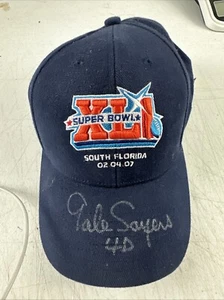 XLI
SUPER BOWL
SOUTH FLORIDA
02.04.07
Gale Sayers
40